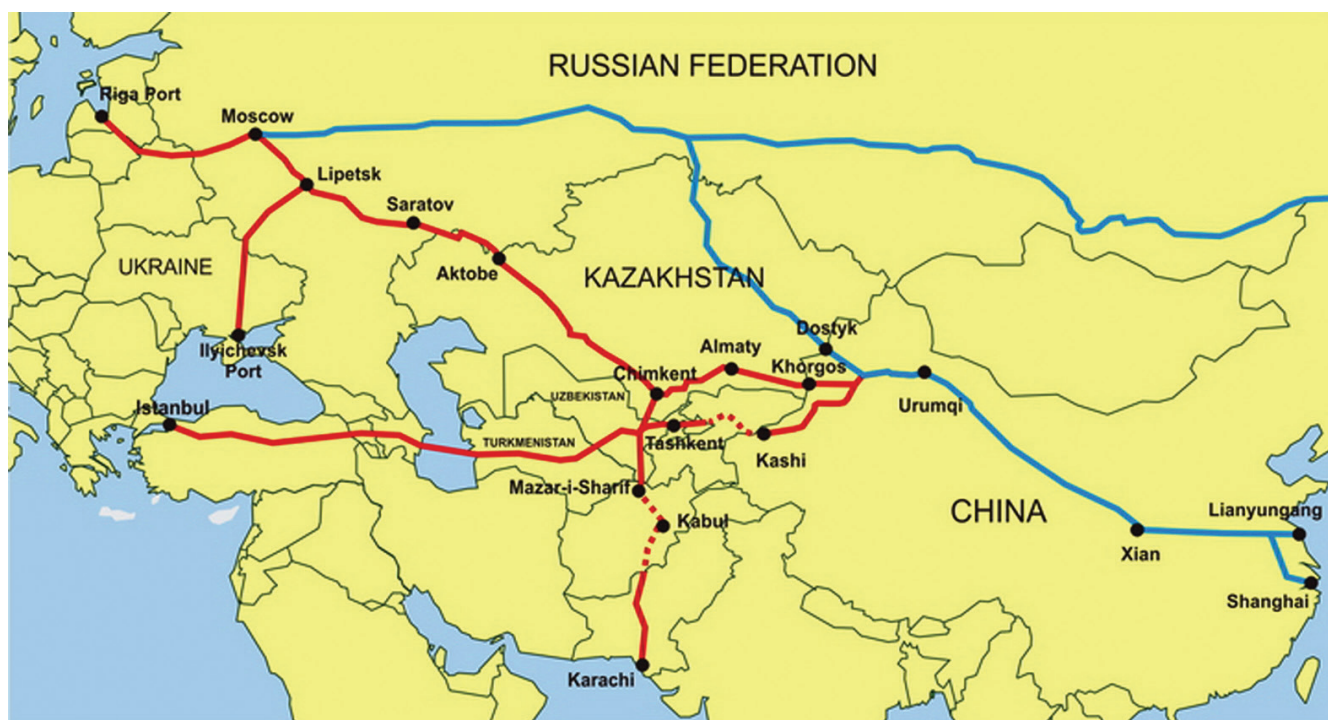 RUSSIAN FEDERATION
Riga Port
Moscow
Lipetsk
Saratov
UKRAINE
Aktobe
KAZAKHSTAN
Dostyk
Ilyichevsk
Port
Almaty
Khorgos
Chimkent
UZBEKISTAN
Urumqi
Istanbul
TURKMENISTAN
Tashkent
Kashi
Mazar-i-Sharif
Kabul
CHINA
Lianyungang
Xian
Shanghai
Karachi